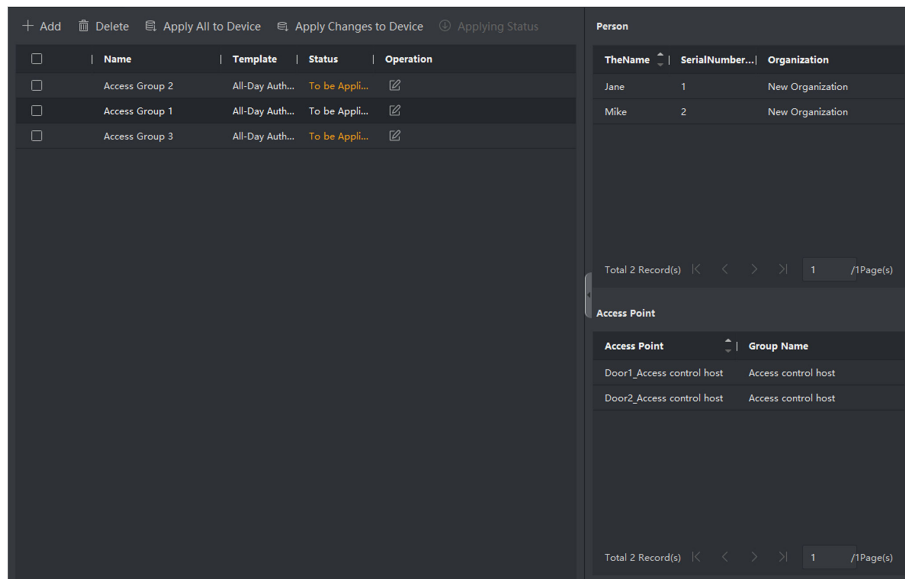 Add Delete Apply All to Device Apply Changes to Device Applying Status
Name Template Status Operation
Access Group 2 All-Day Auth... To be Appli...
Access Group 1 All-Day Auth... To be Appli...
Access Group 3 All-Day Auth... To be Appli...
Person
TheName SerialNumber... Organization
Jane 1 New Organization
Mike 2 New Organization
Total 2 Record(s) 1 /1Page(s)
Access Point
Access Point Group Name
Door1_Access control host Access control host
Door2_Access control host Access control host
Total 2 Record(s) 1 /1Page(s)